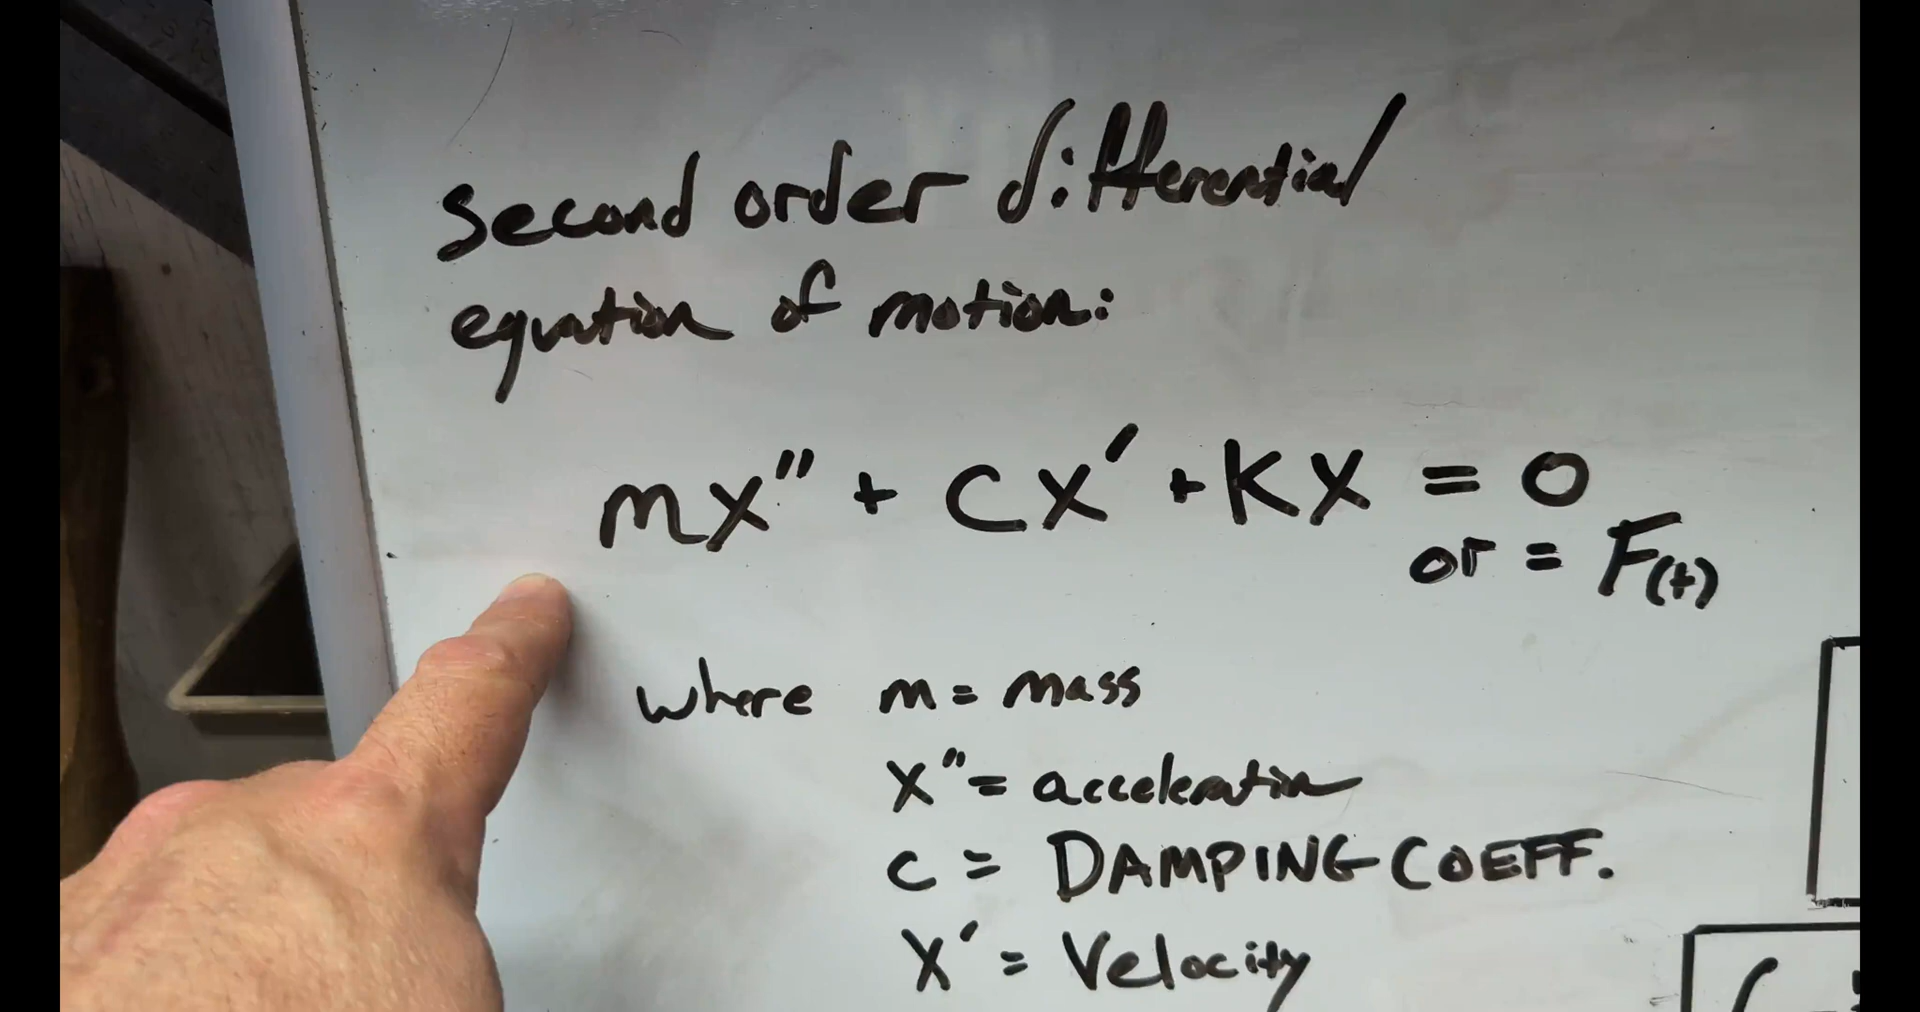 Second order differential
equation of motion:
mx" + cx' + kx = 0
or = F(t)
where m = mass
x" = acceleration
c = DAMPING COEFF.
x' = Velocity